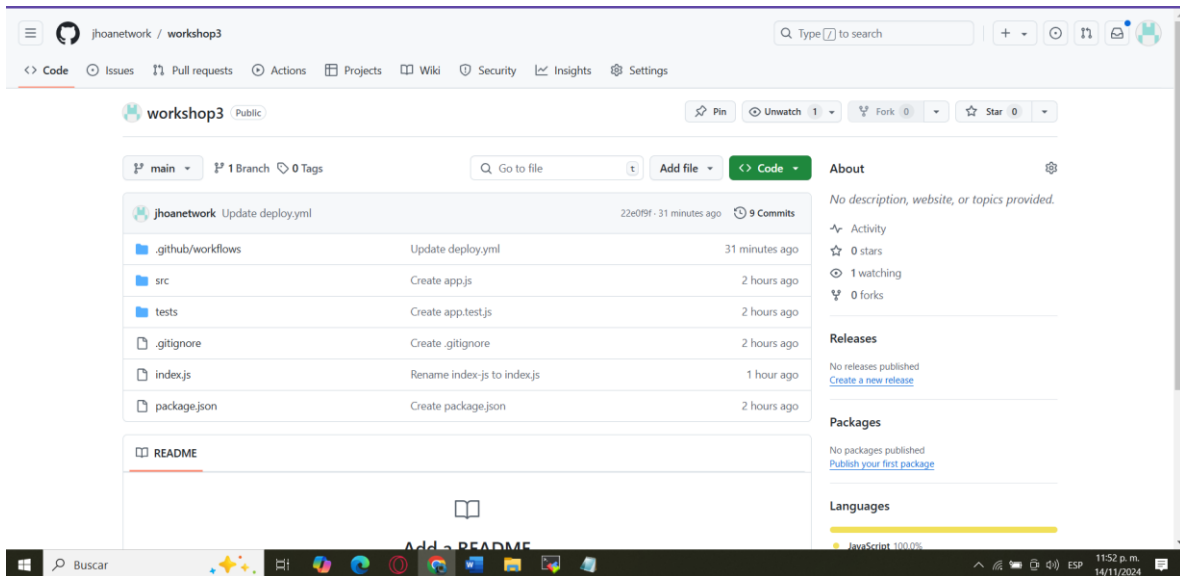 jhoanetwork / workshop3
Type / to search
Code Issues Pull requests Actions Projects Wiki Security Insights Settings
workshop3 Public
Pin Unwatch 1 Fork 0 Star 0
main 1 Branch 0 Tags
Go to file t Add file Code
About
No description, website, or topics provided.
jhoanetwork Update deploy.yml 22e0f9f · 31 minutes ago 9 Commits
Activity
.github/workflows Update deploy.yml 31 minutes ago
0 stars
src Create app.js 2 hours ago
1 watching
0 forks
tests Create app.test.js 2 hours ago
Releases
.gitignore Create .gitignore 2 hours ago
No releases published
index.js Rename index-js to index.js 1 hour ago
Create a new release
package.json Create package.json 2 hours ago
Packages
No packages published
README
Publish your first package
Languages
Add a README
JavaScript 100.0%
Buscar
ESP
11:52 p. m.
14/11/2024